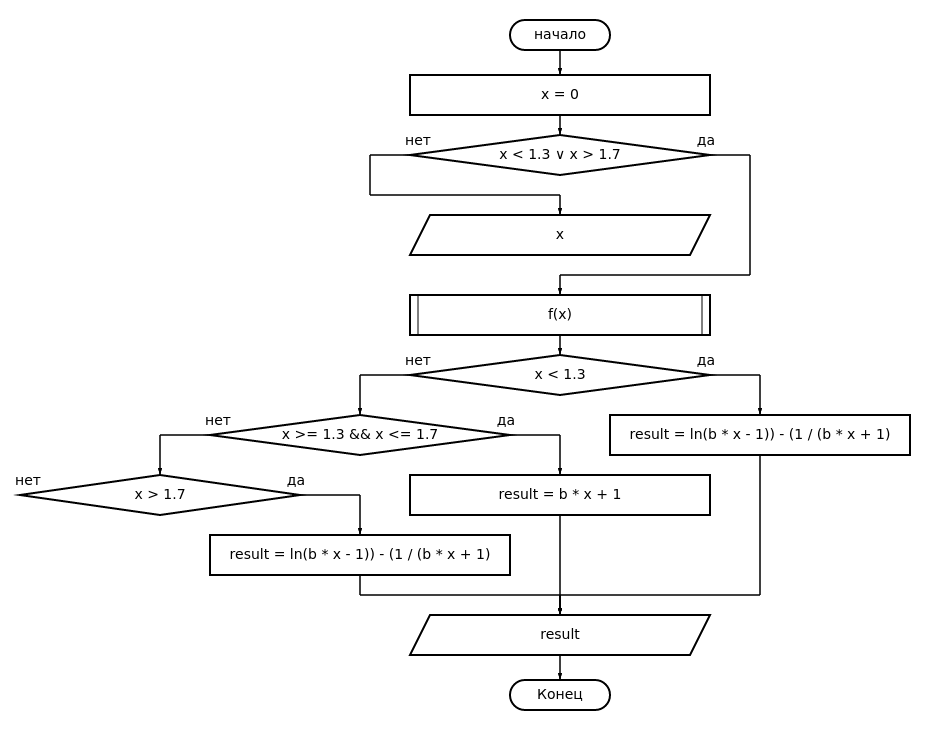 начало
x = 0
нет
да
x < 1.3 ∨ x > 1.7
x
f(x)
нет
да
x < 1.3
нет
да
x >= 1.3 && x <= 1.7
result = ln(b * x - 1)) - (1 / (b * x + 1)
нет
да
x > 1.7
result = b * x + 1
result = ln(b * x - 1)) - (1 / (b * x + 1)
result
Конец